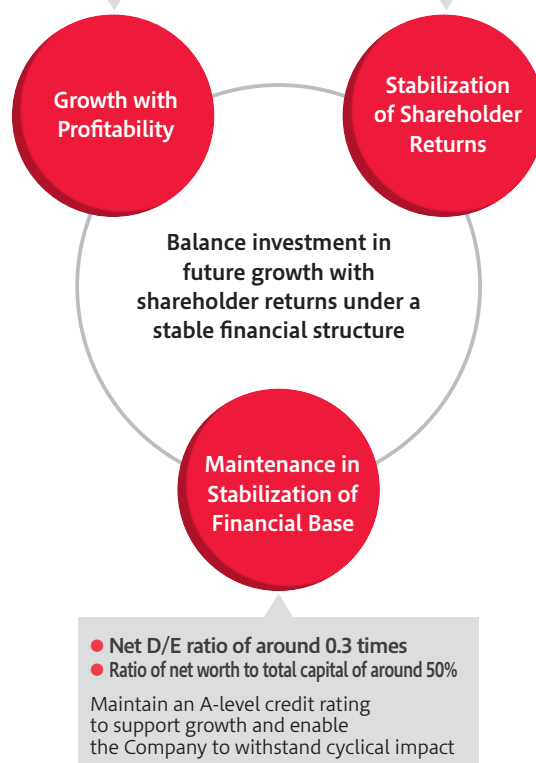 Growth with
Profitability
Stabilization
of Shareholder
Returns
Balance investment in
future growth with
shareholder returns under a
stable financial structure
Maintenance in
Stabilization of
Financial Base
● Net D/E ratio of around 0.3 times
● Ratio of net worth to total capital of around 50%
Maintain an A-level credit rating
to support growth and enable
the Company to withstand cyclical impact